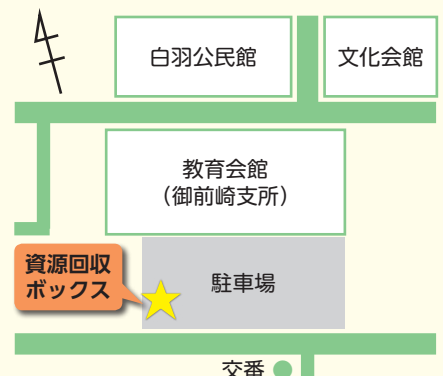 白羽公民館
文化会館
教育会館
（御前崎支所）
資源回収
ボックス
駐車場
交番